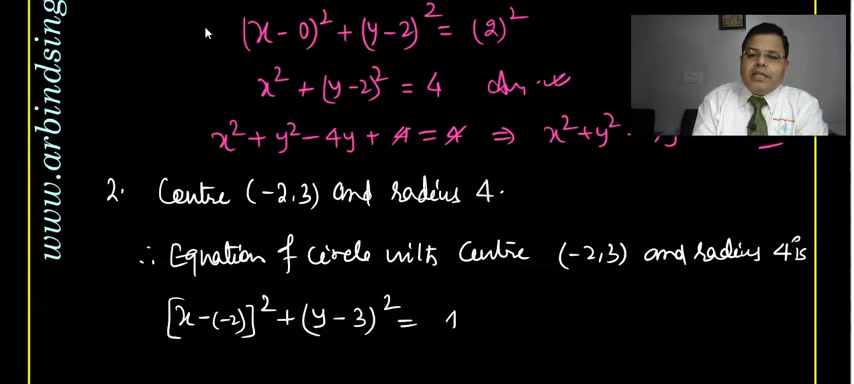 www.arbindsing
(x - 0)² + (y - 2)² = (2)²
x² + (y - 2)² = 4 Ans
x² + y² - 4y + 4 = 4 ⇒ x² + y²
2. Centre (-2, 3) and radius 4.
∴ Equation of circle with centre (-2, 3) and radius 4 is
[x - (-2)]² + (y - 3)² =